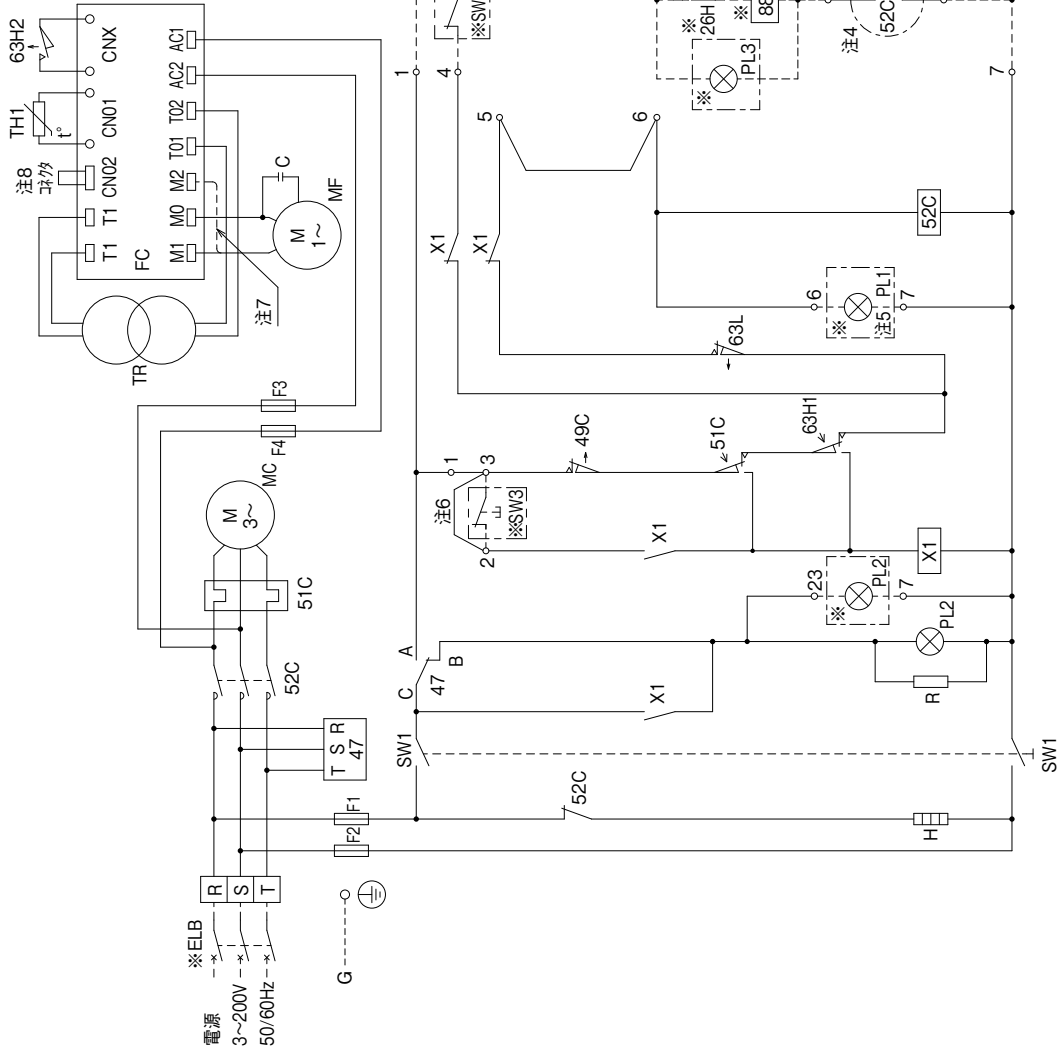 電源
3～200V
50/60Hz
※ELB
R
S
T
G
F1
F2
T S R
47
52C
51C
M
3～
MC
F3
F4
TR
FC
T1
T1
CN02
CN01
CNX
注8
コネクタ
TH1
t°
63H2
M1
M0
M2
T01
T02
AC2
AC1
注7
M
1～
MF
C
SW1
52C
H
SW1
C
A
B
47
X1
R
PL2
23
※
PL2
7
注6
1
3
2
※SW3
X1
X1
49C
51C
63H1
63L
X1
X1
6
※
注5
PL1
7
52C
5
6
1
4
※SW
※
26H
※
88
※
PL3
注4
52C
7